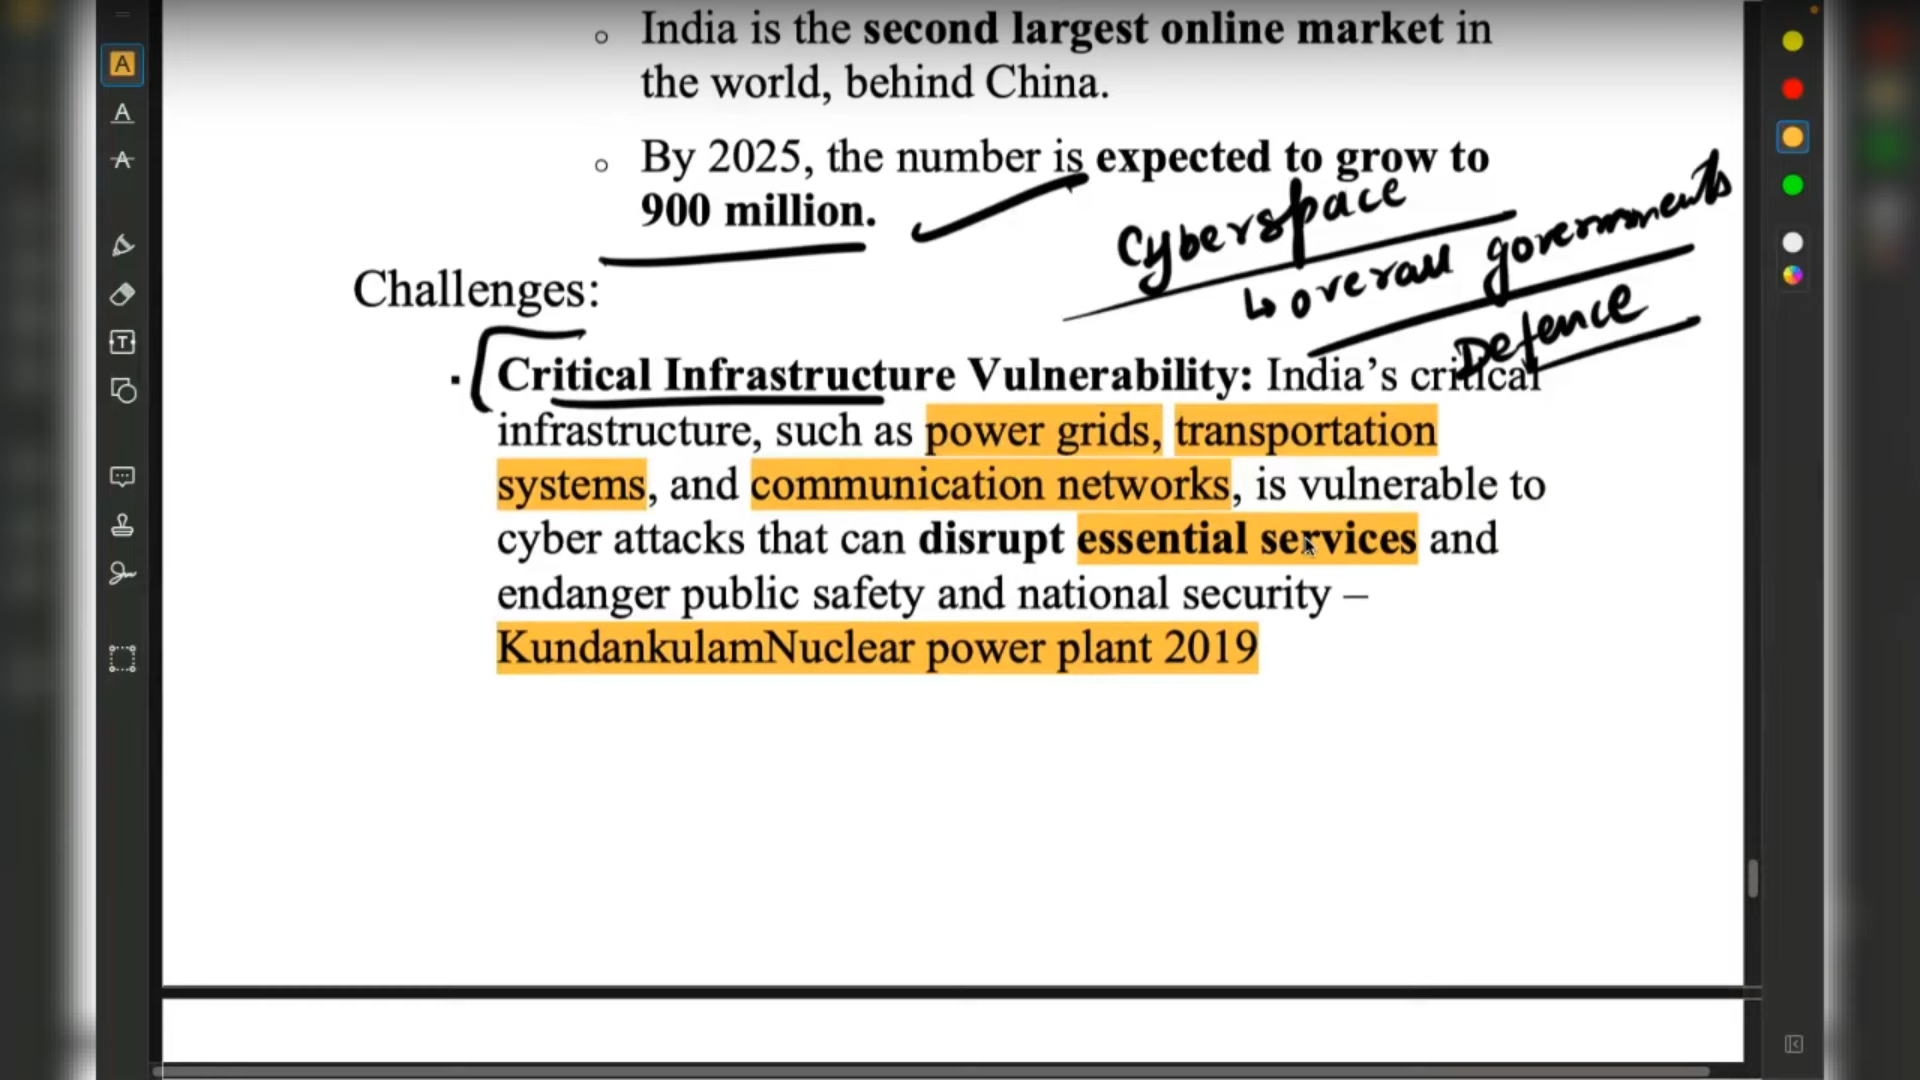 India is the second largest online market in
the world, behind China.
By 2025, the number is expected to grow to
900 million.
Cyberspace
↳ overall governments
Defence
Challenges:
Critical Infrastructure Vulnerability: India's critical
infrastructure, such as power grids, transportation
systems, and communication networks, is vulnerable to
cyber attacks that can disrupt essential services and
endanger public safety and national security –
KundankulamNuclear power plant 2019